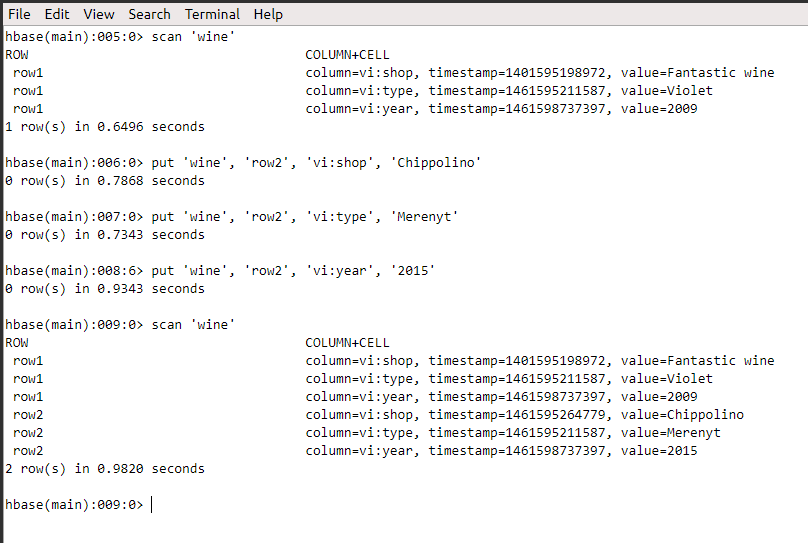 File Edit View Search Terminal Help
hbase(main):005:0> scan 'wine'
ROW COLUMN+CELL
row1 column=vi:shop, timestamp=1401595198972, value=Fantastic wine
row1 column=vi:type, timestamp=1461595211587, value=Violet
row1 column=vi:year, timestamp=1461598737397, value=2009
1 row(s) in 0.6496 seconds
hbase(main):006:0> put 'wine', 'row2', 'vi:shop', 'Chippolino'
0 row(s) in 0.7868 seconds
hbase(main):007:0> put 'wine', 'row2', 'vi:type', 'Merenyt'
0 row(s) in 0.7343 seconds
hbase(main):008:6> put 'wine', 'row2', 'vi:year', '2015'
0 row(s) in 0.9343 seconds
hbase(main):009:0> scan 'wine'
ROW COLUMN+CELL
row1 column=vi:shop, timestamp=1401595198972, value=Fantastic wine
row1 column=vi:type, timestamp=1461595211587, value=Violet
row1 column=vi:year, timestamp=1461598737397, value=2009
row2 column=vi:shop, timestamp=1461595264779, value=Chippolino
row2 column=vi:type, timestamp=1461595211587, value=Merenyt
row2 column=vi:year, timestamp=1461598737397, value=2015
2 row(s) in 0.9820 seconds
hbase(main):009:0>